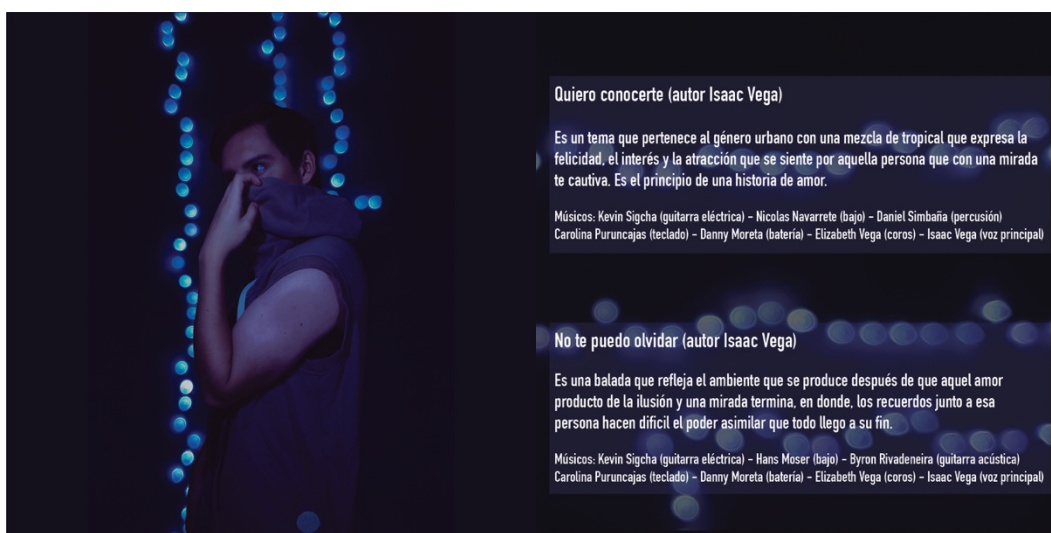 Quiero conocerte (autor Isaac Vega)
Es un tema que pertenece al género urbano con una mezcla de tropical que expresa la
felicidad, el interés y la atracción que se siente por aquella persona que con una mirada
te cautiva. Es el principio de una historia de amor.
Músicos: Kevin Sigcha (guitarra eléctrica) – Nicolas Navarrete (bajo) – Daniel Simbaña (percusión)
Carolina Puruncajas (teclado) – Danny Moreta (batería) – Elizabeth Vega (coros) – Isaac Vega (voz principal)
No te puedo olvidar (autor Isaac Vega)
Es una balada que refleja el ambiente que se produce después de que aquel amor
producto de la ilusión y una mirada termina, en donde, los recuerdos junto a esa
persona hacen dificil el poder asimilar que todo llego a su fin.
Músicos: Kevin Sigcha (guitarra eléctrica) – Hans Moser (bajo) – Byron Rivadeneira (guitarra acústica)
Carolina Puruncajas (teclado) – Danny Moreta (batería) – Elizabeth Vega (coros) – Isaac Vega (voz principal)